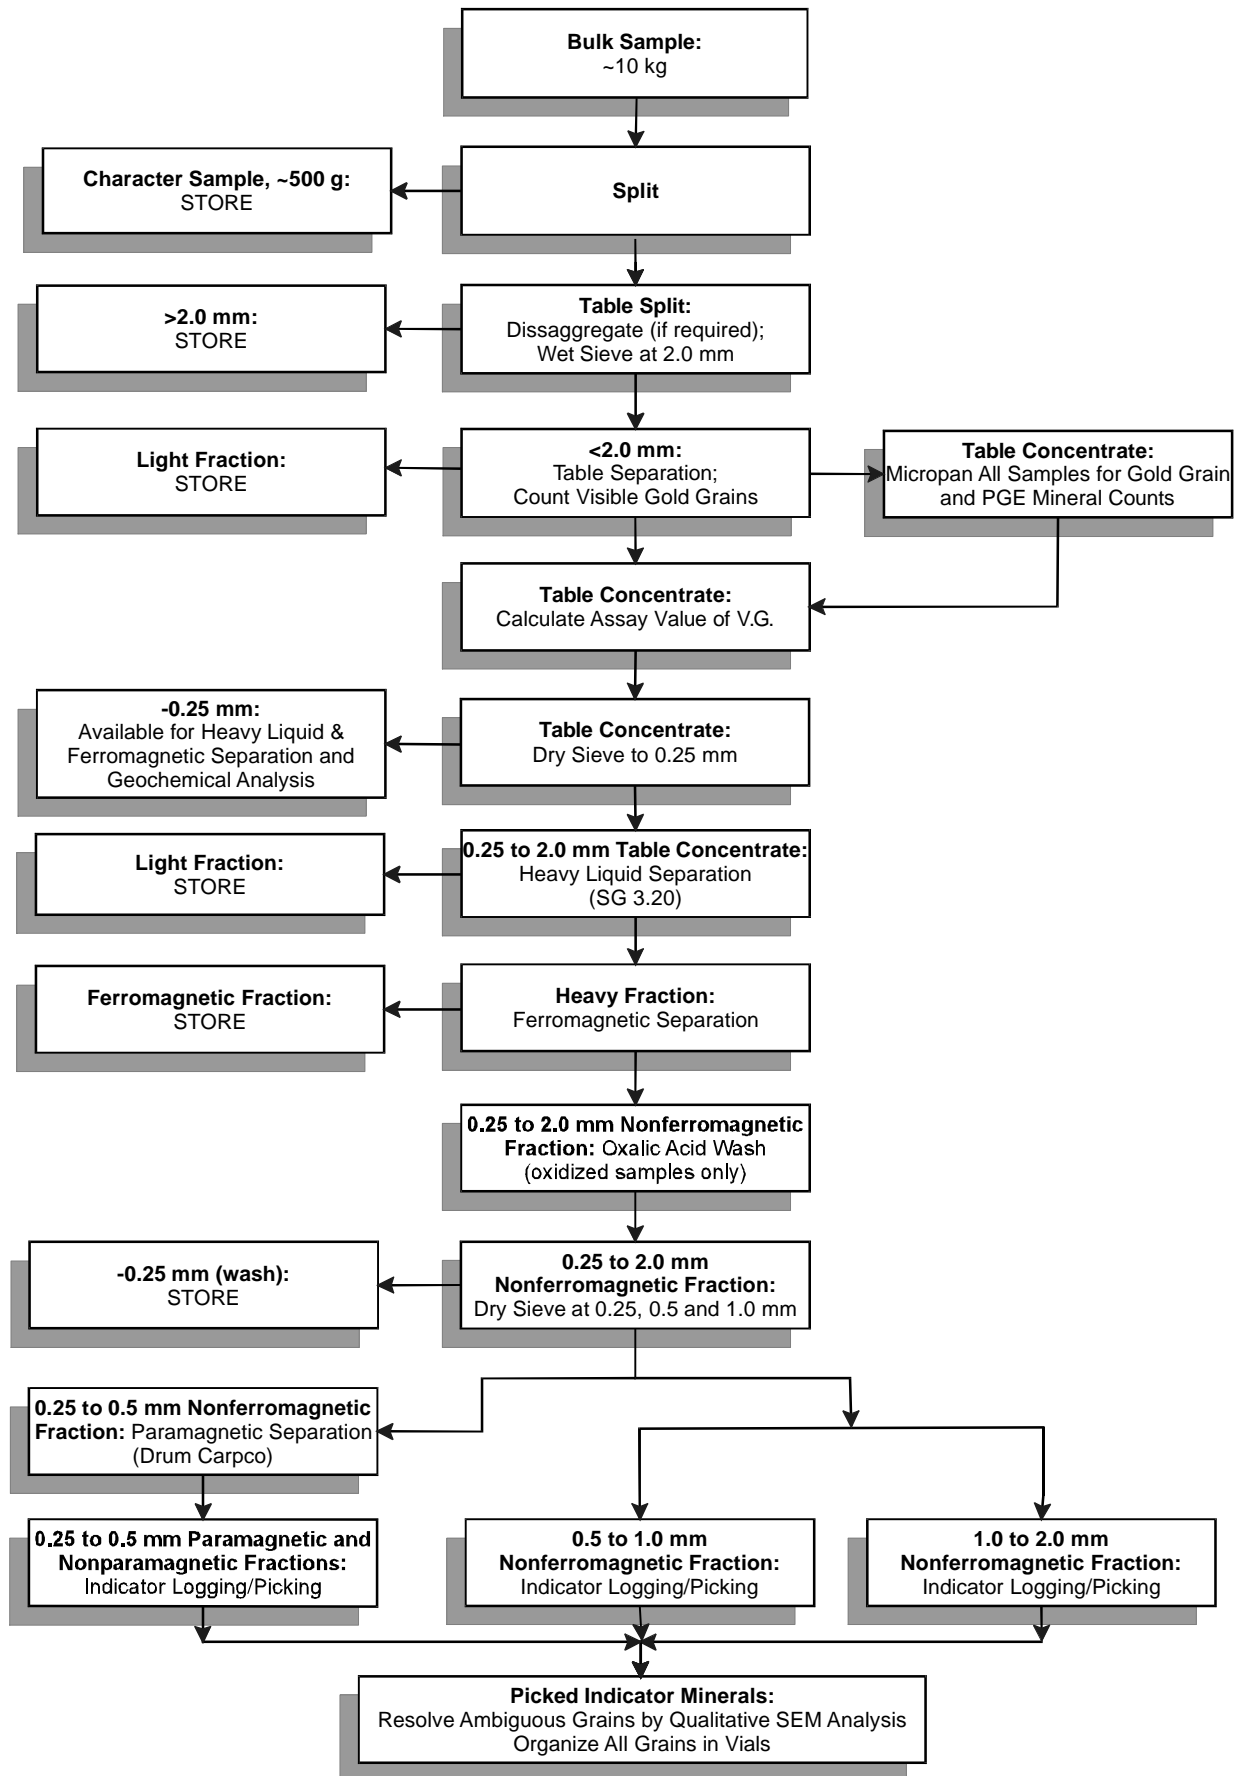 Bulk Sample:
~10 kg
Character Sample, ~500 g:
STORE
Split
>2.0 mm:
STORE
Table Split:
Dissaggregate (if required);
Wet Sieve at 2.0 mm
Light Fraction:
STORE
<2.0 mm:
Table Separation;
Count Visible Gold Grains
Table Concentrate:
Micropan All Samples for Gold Grain
and PGE Mineral Counts
Table Concentrate:
Calculate Assay Value of V.G.
-0.25 mm:
Available for Heavy Liquid &
Ferromagnetic Separation and
Geochemical Analysis
Table Concentrate:
Dry Sieve to 0.25 mm
Light Fraction:
STORE
0.25 to 2.0 mm Table Concentrate:
Heavy Liquid Separation
(SG 3.20)
Ferromagnetic Fraction:
STORE
Heavy Fraction:
Ferromagnetic Separation
0.25 to 2.0 mm Nonferromagnetic
Fraction: Oxalic Acid Wash
(oxidized samples only)
-0.25 mm (wash):
STORE
0.25 to 2.0 mm
Nonferromagnetic Fraction:
Dry Sieve at 0.25, 0.5 and 1.0 mm
0.25 to 0.5 mm Nonferromagnetic
Fraction: Paramagnetic Separation
(Drum Carpco)
0.25 to 0.5 mm Paramagnetic and
Nonparamagnetic Fractions:
Indicator Logging/Picking
0.5 to 1.0 mm
Nonferromagnetic Fraction:
Indicator Logging/Picking
1.0 to 2.0 mm
Nonferromagnetic Fraction:
Indicator Logging/Picking
Picked Indicator Minerals:
Resolve Ambiguous Grains by Qualitative SEM Analysis
Organize All Grains in Vials